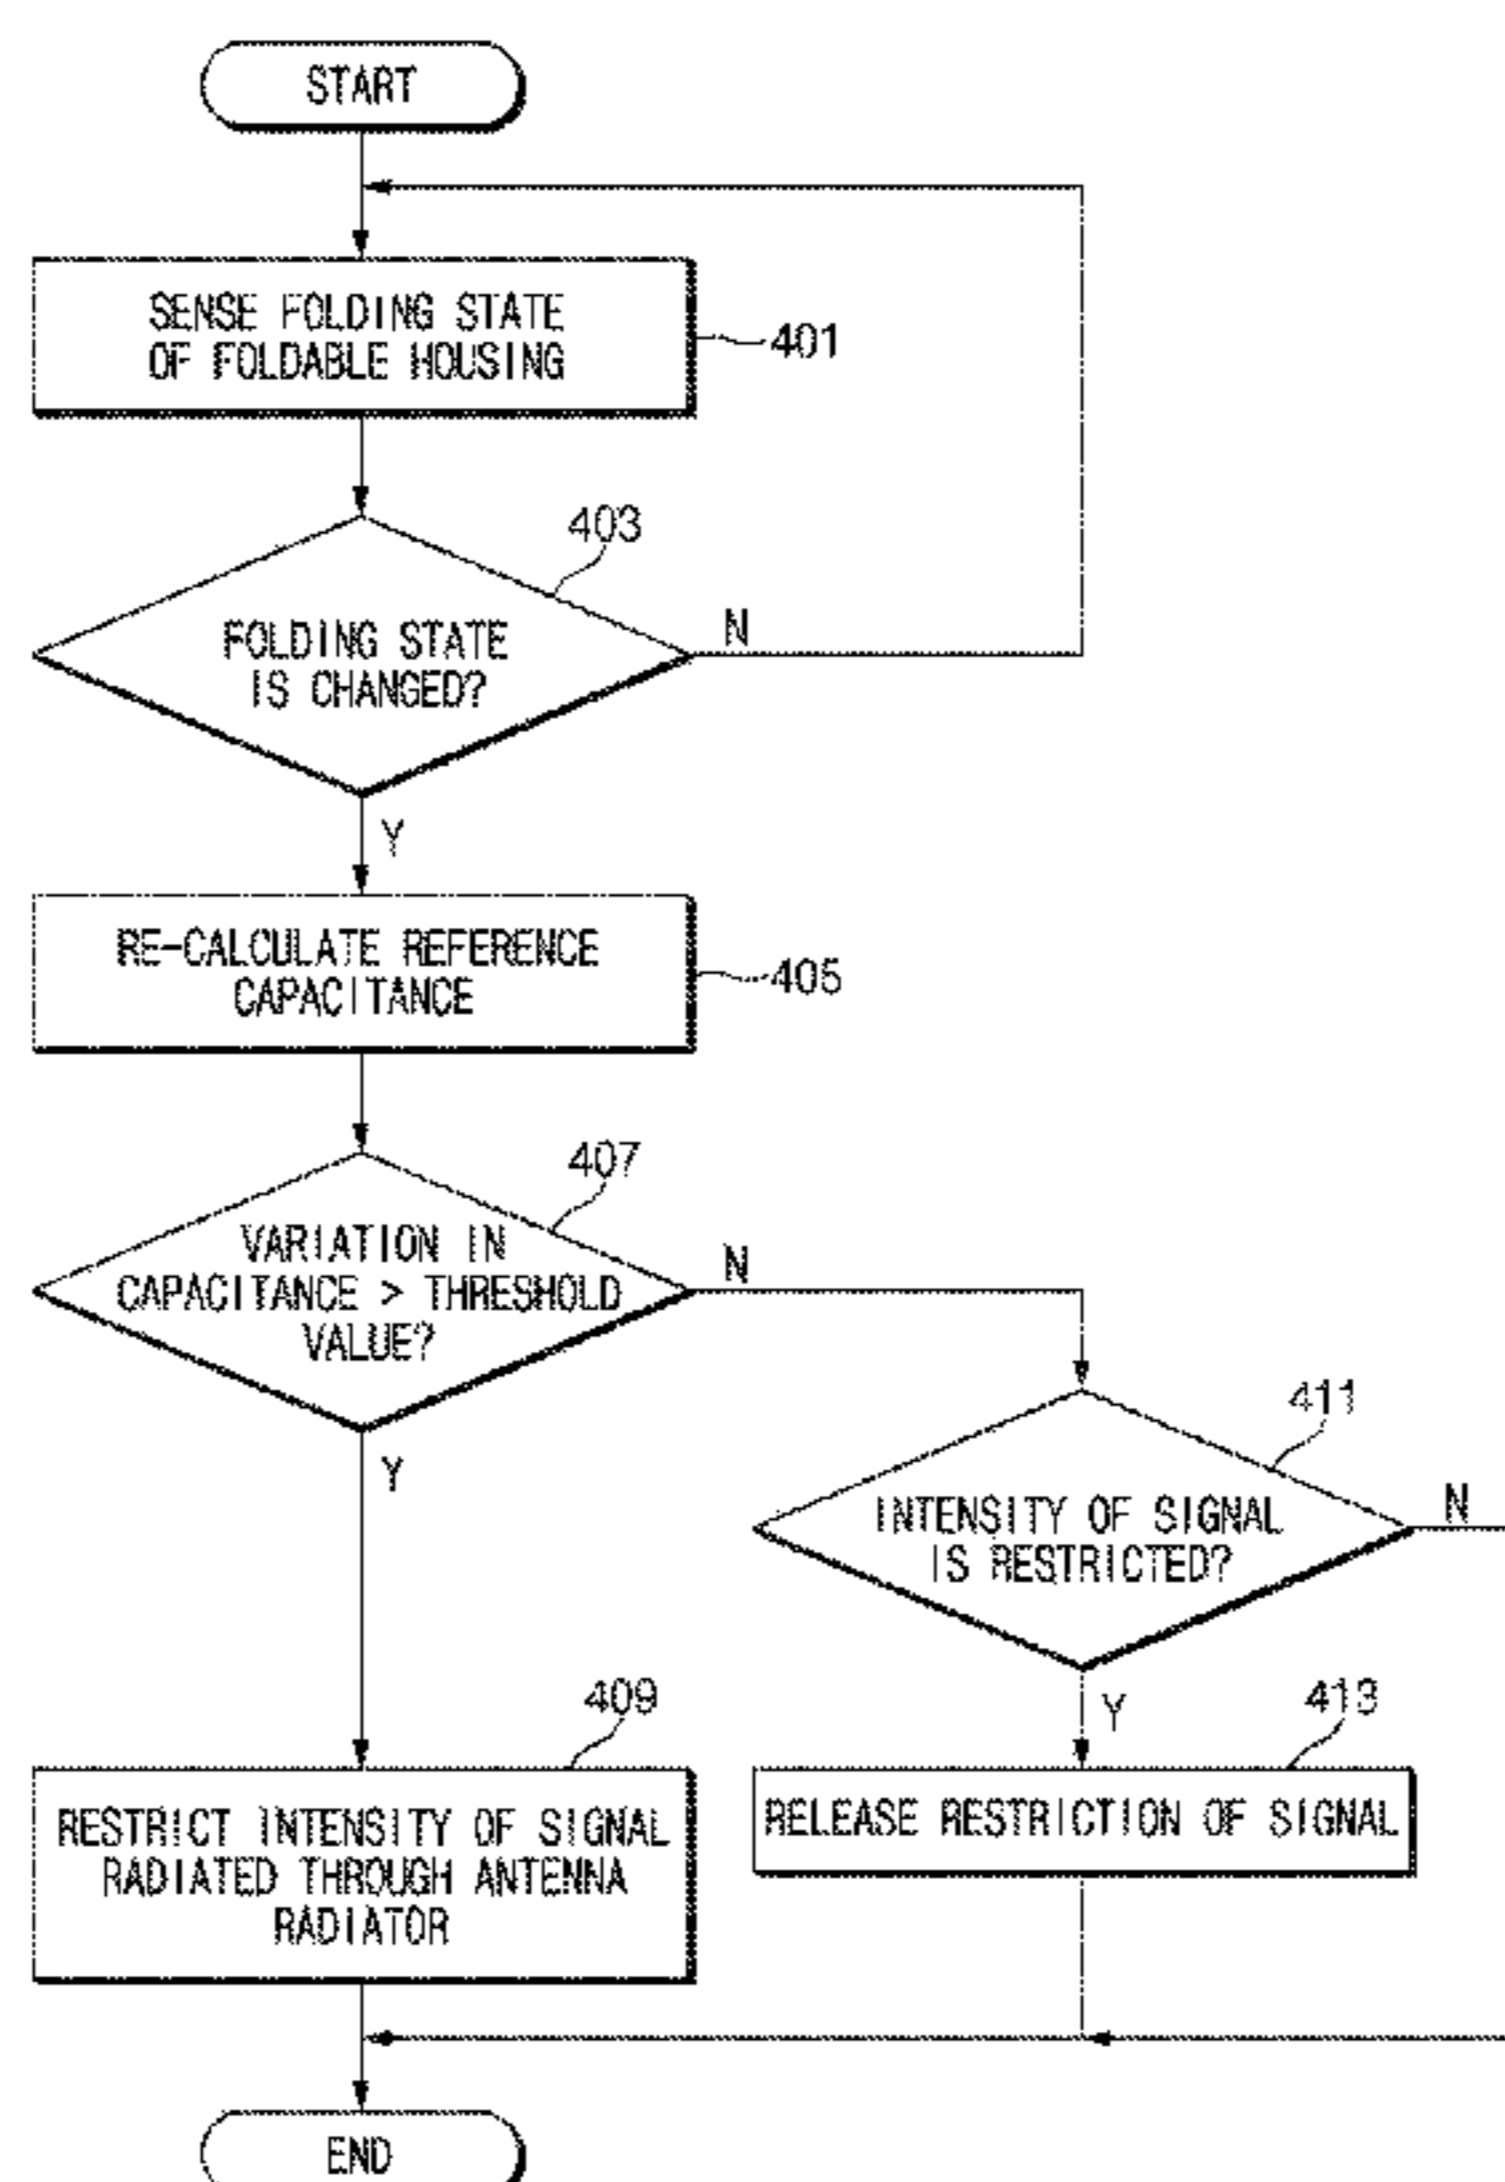 START
SENSE FOLDING STATE
OF FOLDABLE HOUSING
401
403
FOLDING STATE
IS CHANGED?
N
Y
RE-CALCULATE REFERENCE
CAPACITANCE
405
407
VARIATION IN
CAPACITANCE > THRESHOLD
VALUE?
N
Y
411
INTENSITY OF SIGNAL
IS RESTRICTED?
N
Y
409
RESTRICT INTENSITY OF SIGNAL
RADIATED THROUGH ANTENNA
RADIATOR
413
RELEASE RESTRICTION OF SIGNAL
END